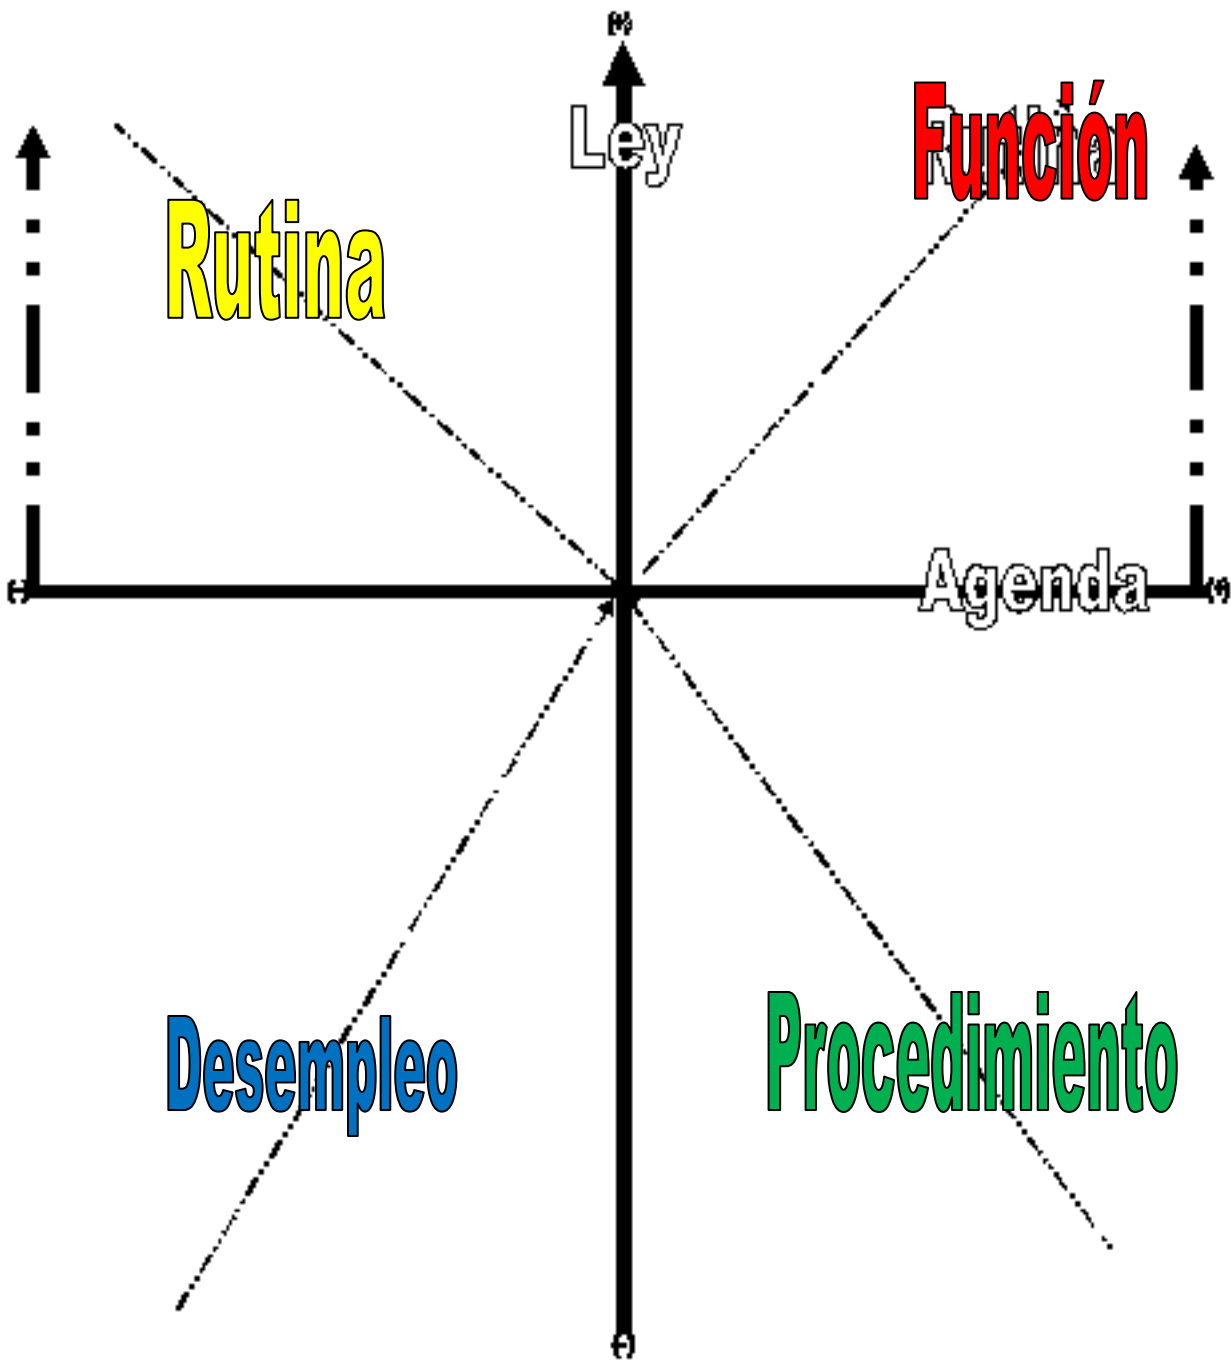 (+)
Ley
Función
Rutina
(-)
Agenda
(+)
Desempleo
Procedimiento
(-)